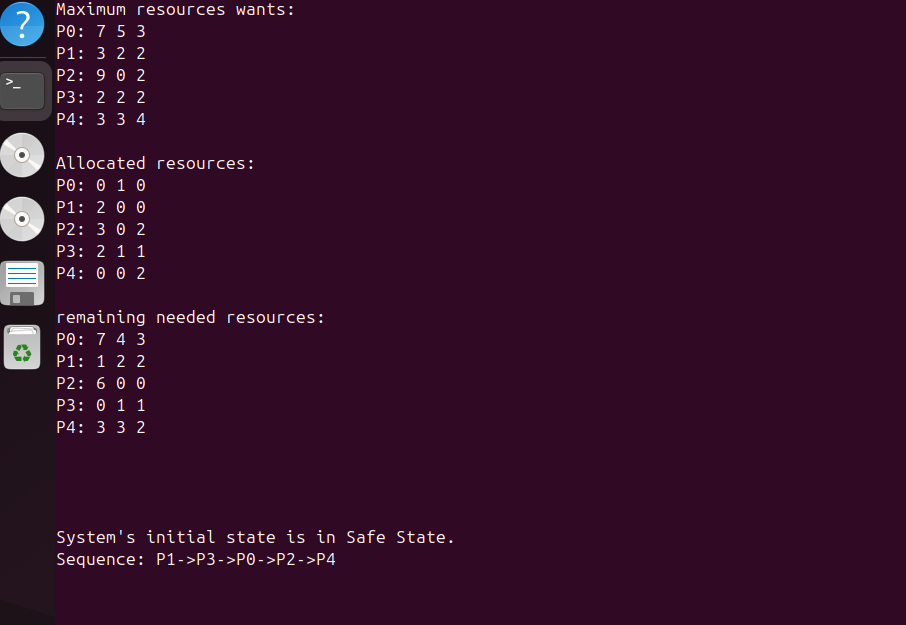 Maximum resources wants:
P0: 7 5 3
P1: 3 2 2
P2: 9 0 2
P3: 2 2 2
P4: 3 3 4
Allocated resources:
P0: 0 1 0
P1: 2 0 0
P2: 3 0 2
P3: 2 1 1
P4: 0 0 2
remaining needed resources:
P0: 7 4 3
P1: 1 2 2
P2: 6 0 0
P3: 0 1 1
P4: 3 3 2
System's initial state is in Safe State.
Sequence: P1->P3->P0->P2->P4